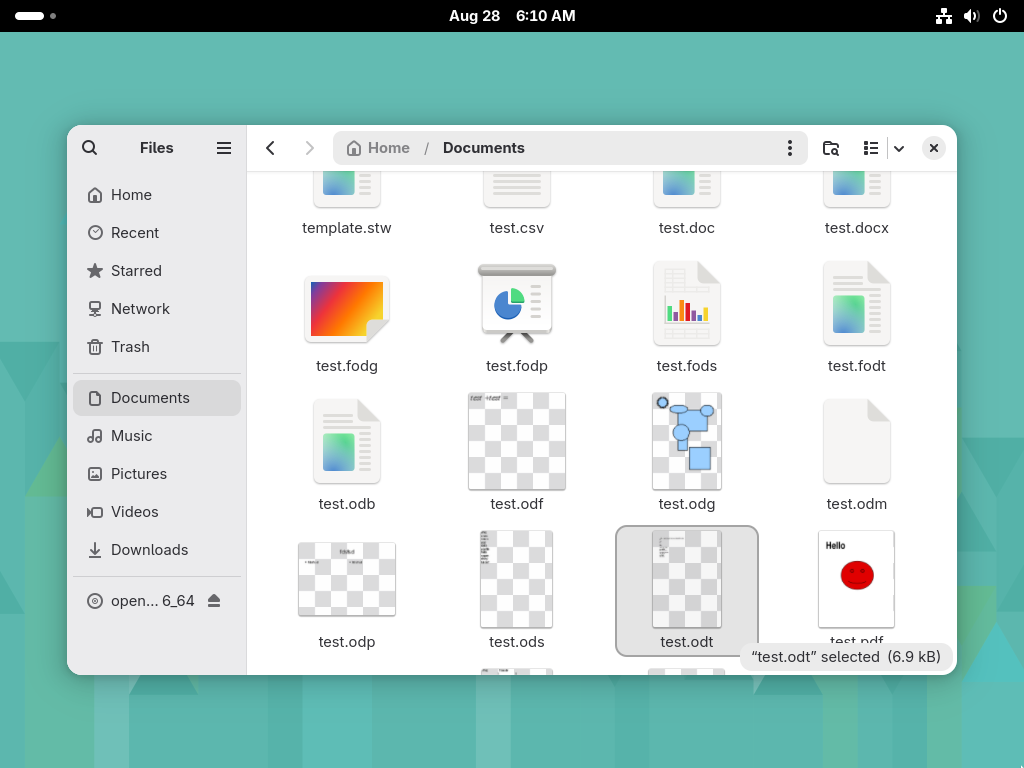 Aug 28 6:10 AM
Files
Home / Documents
Home
Recent
Starred
Network
Trash
Documents
Music
Pictures
Videos
Downloads
open… 6_64
template.stw
test.csv
test.doc
test.docx
test.fodg
test.fodp
test.fods
test.fodt
test.odb
test.odf
test.odg
test.odm
Hello
test.odp
test.ods
test.odt
test.pdf
“test.odt” selected (6.9 kB)